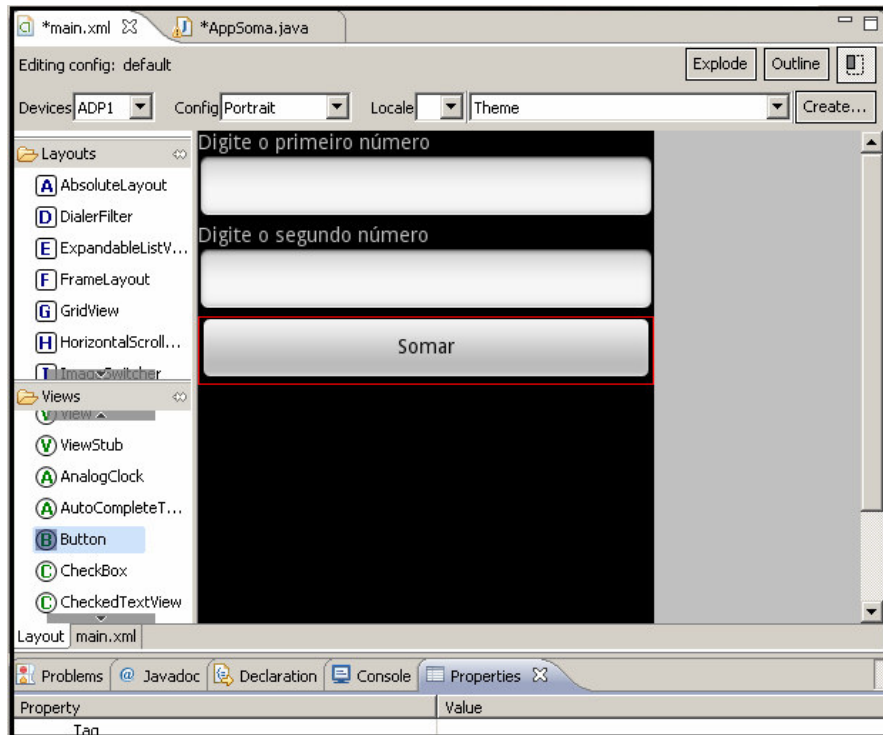 *main.xml
*AppSoma.java
Editing config: default
Explode
Outline
Devices ADP1
Config Portrait
Locale
Theme
Create...
Layouts
A AbsoluteLayout
D DialerFilter
E ExpandableListV...
F FrameLayout
G GridView
H HorizontalScroll...
I ImageSwitcher
Views
V View
V ViewStub
A AnalogClock
A AutoCompleteT...
B Button
C CheckBox
C CheckedTextView
Digite o primeiro número
Digite o segundo número
Somar
Layout main.xml
Problems @ Javadoc Declaration Console Properties
Property Value
Tag